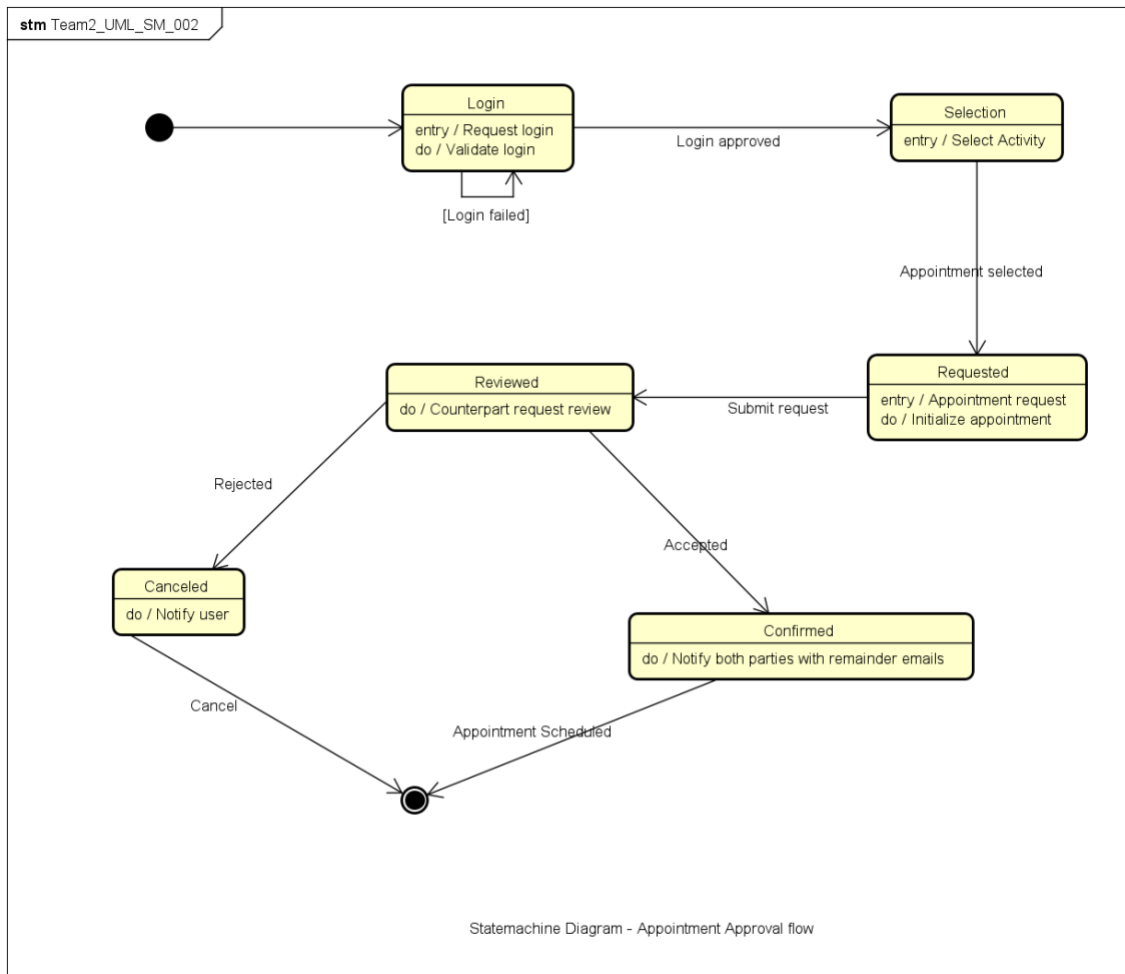 stm Team2_UML_SM_002
Login
entry / Request login
do / Validate login
Login approved
Selection
entry / Select Activity
[Login failed]
Appointment selected
Requested
entry / Appointment request
do / Initialize appointment
Submit request
Reviewed
do / Counterpart request review
Rejected
Accepted
Canceled
do / Notify user
Confirmed
do / Notify both parties with remainder emails
Cancel
Appointment Scheduled
Statemachine Diagram - Appointment Approval flow